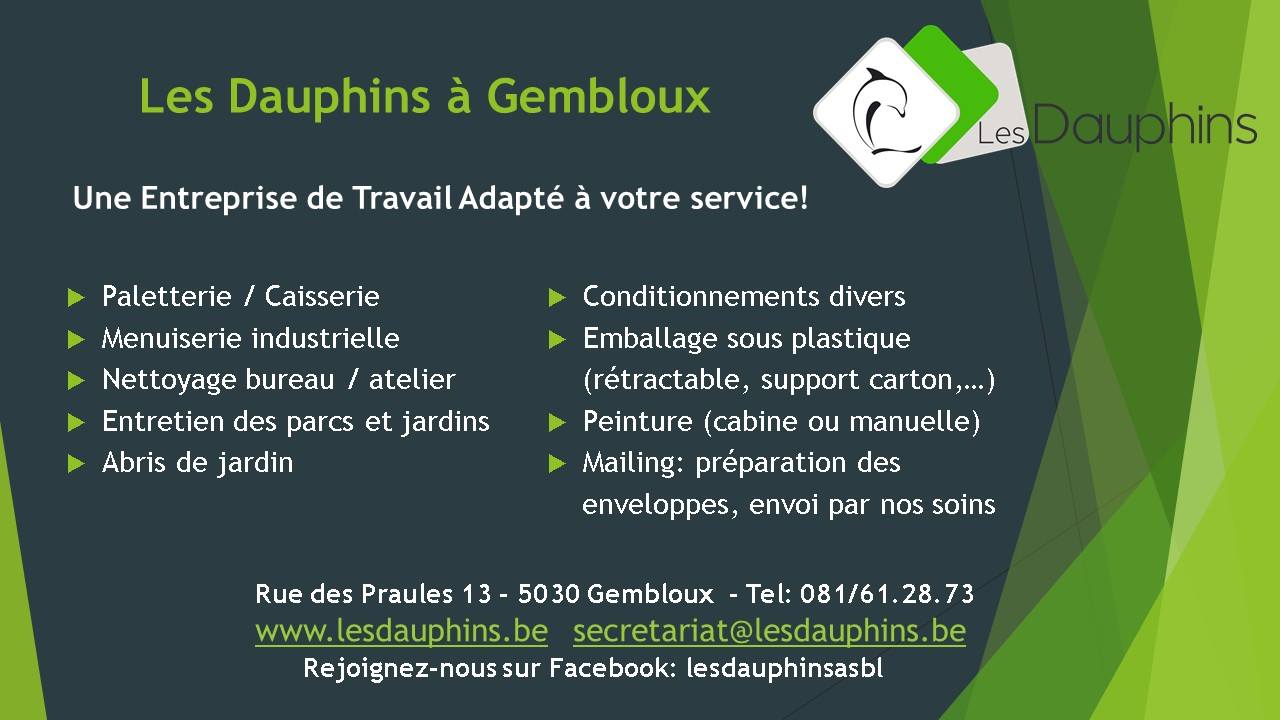 Les Dauphins à Gembloux
Les Dauphins
Une Entreprise de Travail Adapté à votre service!
Paletterie / Caisserie
Menuiserie industrielle
Nettoyage bureau / atelier
Entretien des parcs et jardins
Abris de jardin
Conditionnements divers
Emballage sous plastique
(rétractable, support carton,…)
Peinture (cabine ou manuelle)
Mailing: préparation des
enveloppes, envoi par nos soins
Rue des Praules 13 - 5030 Gembloux - Tel: 081/61.28.73
www.lesdauphins.be secretariat@lesdauphins.be
Rejoignez-nous sur Facebook: lesdauphinsasbl